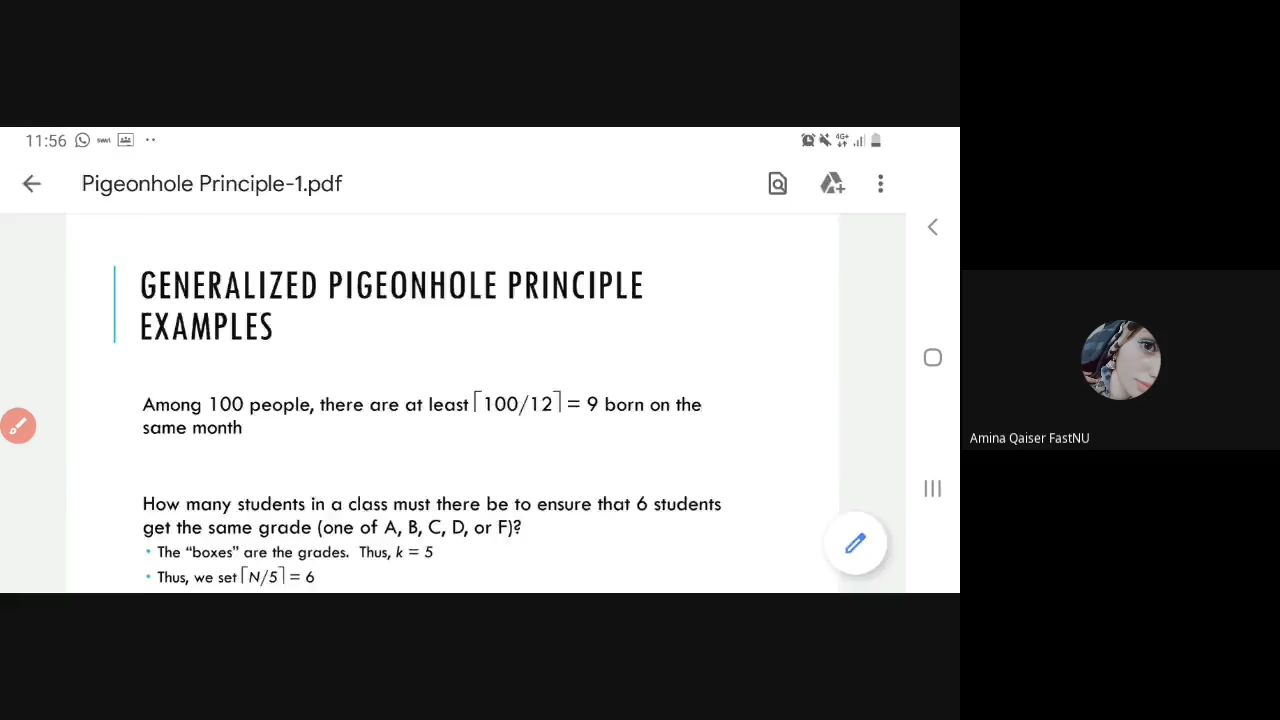 11:56
Pigeonhole Principle-1.pdf
GENERALIZED PIGEONHOLE PRINCIPLE
EXAMPLES
Among 100 people, there are at least ⌈100/12⌉ = 9 born on the
same month
How many students in a class must there be to ensure that 6 students
get the same grade (one of A, B, C, D, or F)?
• The “boxes” are the grades. Thus, k = 5
• Thus, we set ⌈N/5⌉ = 6
Amina Qaiser FastNU